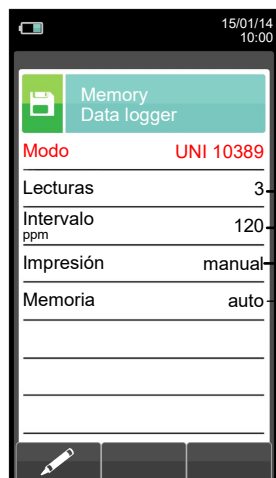 15/01/14
10:00
Memory
Data logger
Modo UNI 10389
Lecturas 3
Intervalo 120
ppm
Impresión manual
Memoria auto